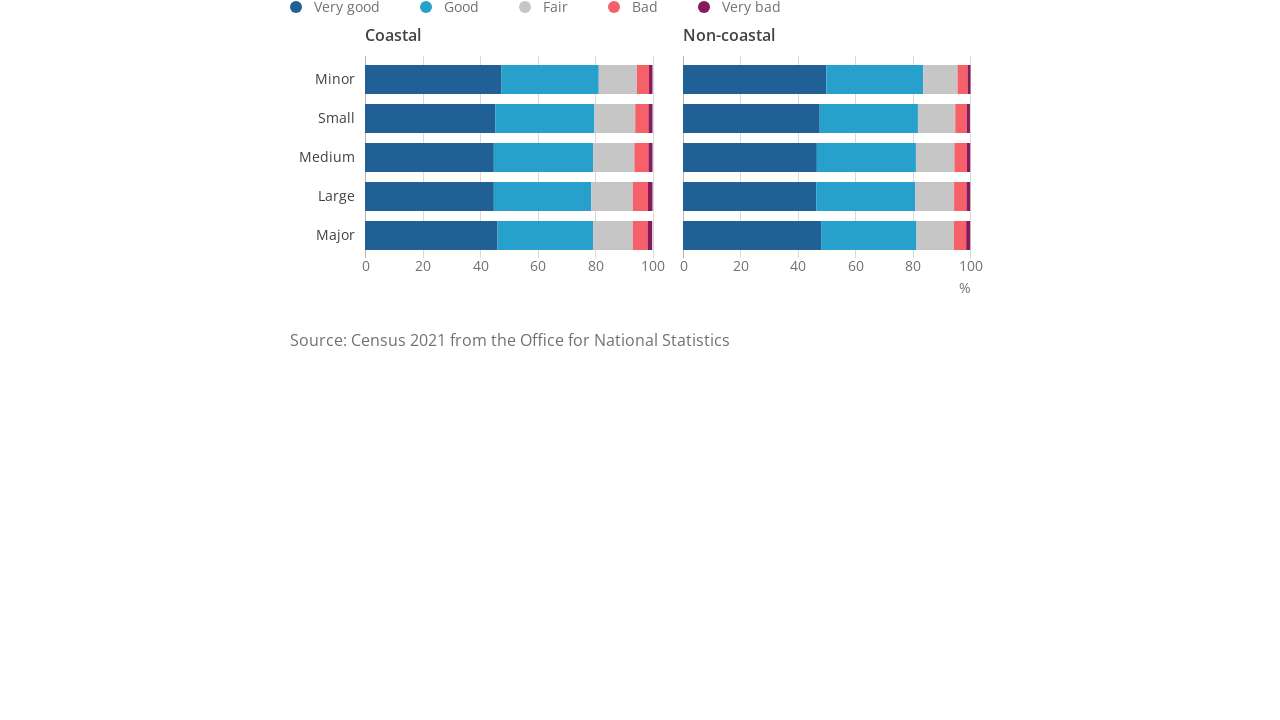 Very good Good Fair Bad Very bad
Coastal Non-coastal
Minor
Small
Medium
Large
Major
0 20 40 60 80 100 0 20 40 60 80 100
%
Source: Census 2021 from the Office for National Statistics